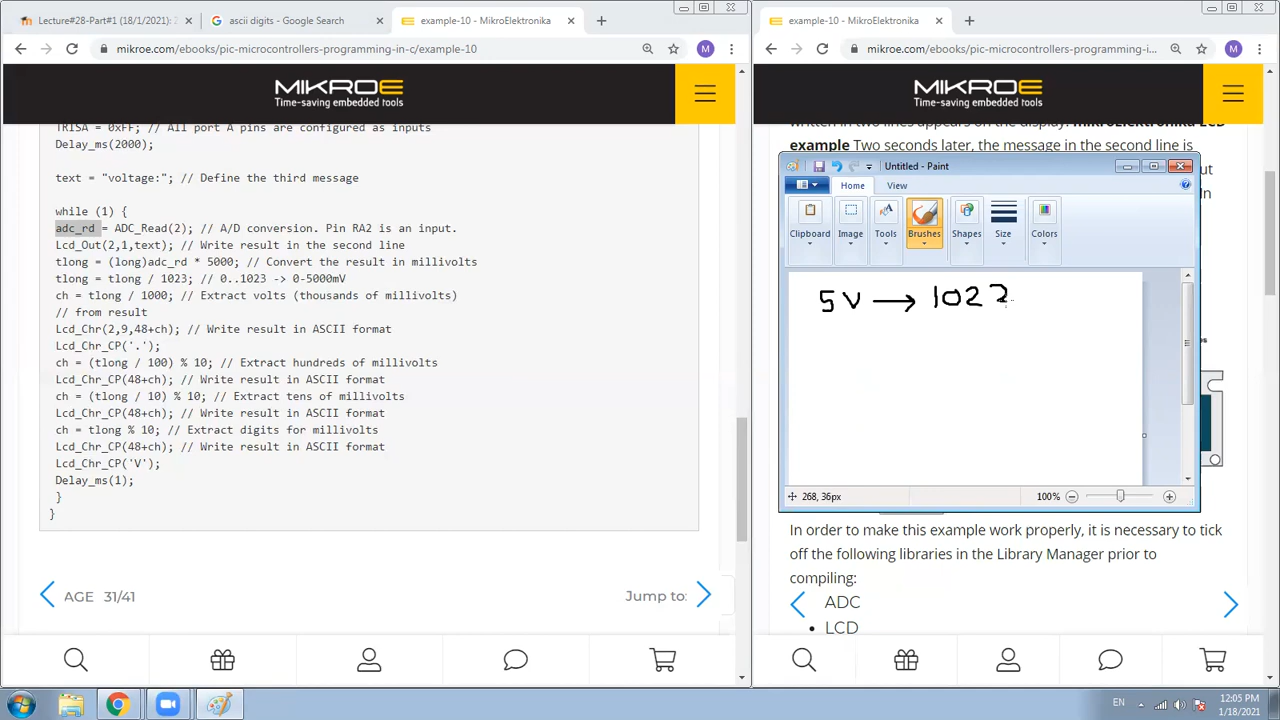 Lecture#28-Part#1 (18/1/2021): 2
ascii digits - Google Search
example-10 - MikroElektronika
mikroe.com/ebooks/pic-microcontrollers-programming-in-c/example-10
M
MIKROE
Time-saving embedded tools
TRISA = 0xFF; // All port A pins are configured as inputs
Delay_ms(2000);
text = "voltage:"; // Define the third message
while (1) {
adc_rd = ADC_Read(2); // A/D conversion. Pin RA2 is an input.
Lcd_Out(2,1,text); // Write result in the second line
tlong = (long)adc_rd * 5000; // Convert the result in millivolts
tlong = tlong / 1023; // 0..1023 -> 0-5000mV
ch = tlong / 1000; // Extract volts (thousands of millivolts)
// from result
Lcd_Chr(2,9,48+ch); // Write result in ASCII format
Lcd_Chr_CP('.');
ch = (tlong / 100) % 10; // Extract hundreds of millivolts
Lcd_Chr_CP(48+ch); // Write result in ASCII format
ch = (tlong / 10) % 10; // Extract tens of millivolts
Lcd_Chr_CP(48+ch); // Write result in ASCII format
ch = tlong % 10; // Extract digits for millivolts
Lcd_Chr_CP(48+ch); // Write result in ASCII format
Lcd_Chr_CP('V');
Delay_ms(1);
}
}
AGE 31/41
Jump to:
example-10 - MikroElektronika
mikroe.com/ebooks/pic-microcontrollers-programming-i...
M
MIKROE
Time-saving embedded tools
written in two lines appears on the display: mikroElektronika LCD
example Two seconds later, the message in the second line is
Untitled - Paint
Home View
Clipboard Image Tools Brushes Shapes Size Colors
5V → 102
268, 36px
100%
In order to make this example work properly, it is necessary to tick
off the following libraries in the Library Manager prior to
compiling:
ADC
• LCD
EN
12:05 PM
1/18/2021